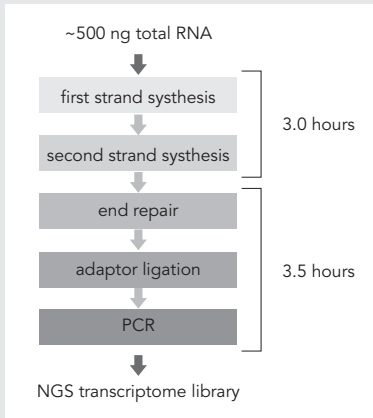 ~500 ng total RNA
first strand systhesis
second strand systhesis
3.0 hours
end repair
adaptor ligation
PCR
3.5 hours
NGS transcriptome library